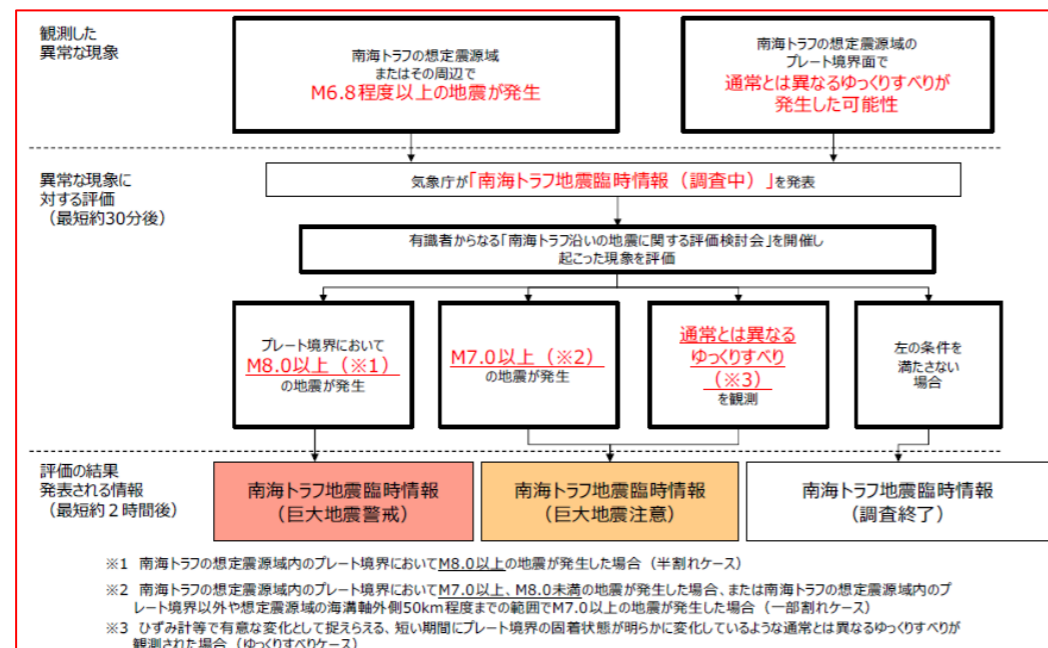 観測した
異常な現象
南海トラフの想定震源域
またはその周辺で
M6.8程度以上の地震が発生
南海トラフの想定震源域の
プレート境界面で
通常とは異なるゆっくりすべりが
発生した可能性
異常な現象に
対する評価
（最短約30分後）
気象庁が「南海トラフ地震臨時情報（調査中）」を発表
有識者からなる「南海トラフ沿いの地震に関する評価検討会」を開催し
起こった現象を評価
プレート境界において
M8.0以上（※1）
の地震が発生
M7.0以上（※2）
の地震が発生
通常とは異なる
ゆっくりすべり
（※3）
を観測
左の条件を
満たさない
場合
評価の結果
発表される情報
（最短約２時間後）
南海トラフ地震臨時情報
（巨大地震警戒）
南海トラフ地震臨時情報
（巨大地震注意）
南海トラフ地震臨時情報
（調査終了）
※1 南海トラフの想定震源域内のプレート境界においてM8.0以上の地震が発生した場合（半割れケース）
※2 南海トラフの想定震源域内のプレート境界においてM7.0以上、M8.0未満の地震が発生した場合、または南海トラフの想定震源域内のプ
レート境界以外や想定震源域の海溝軸外側50km程度までの範囲でM7.0以上の地震が発生した場合（一部割れケース）
※3 ひずみ計等で有意な変化として捉えらえる、短い期間にプレート境界の固着状態が明らかに変化しているような通常とは異なるゆっくりすべりが
観測された場合（ゆっくりすべりケース）